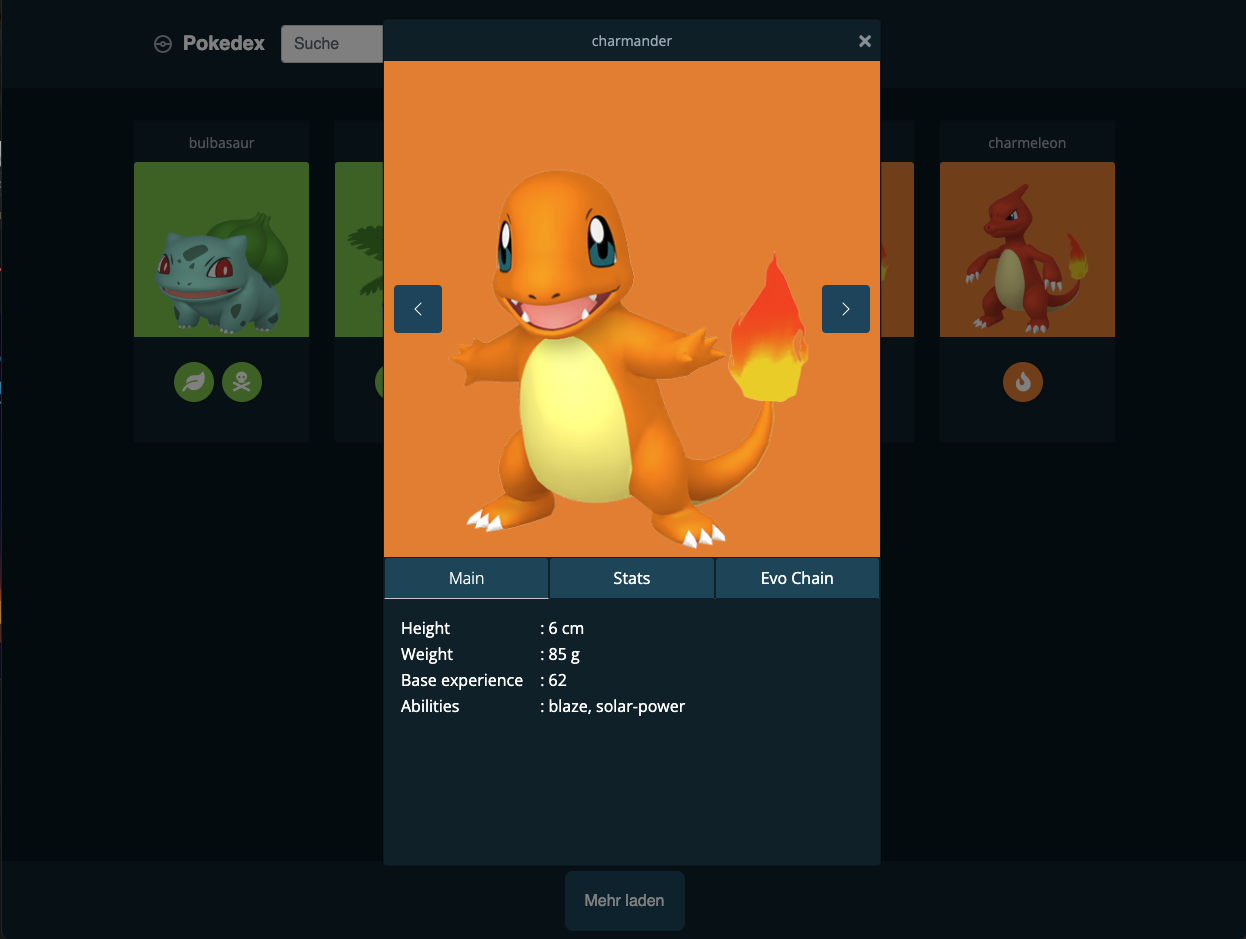 Pokedex
Suche
charmander
bulbasaur
charmeleon
Main
Stats
Evo Chain
Height : 6 cm
Weight : 85 g
Base experience : 62
Abilities : blaze, solar-power
Mehr laden